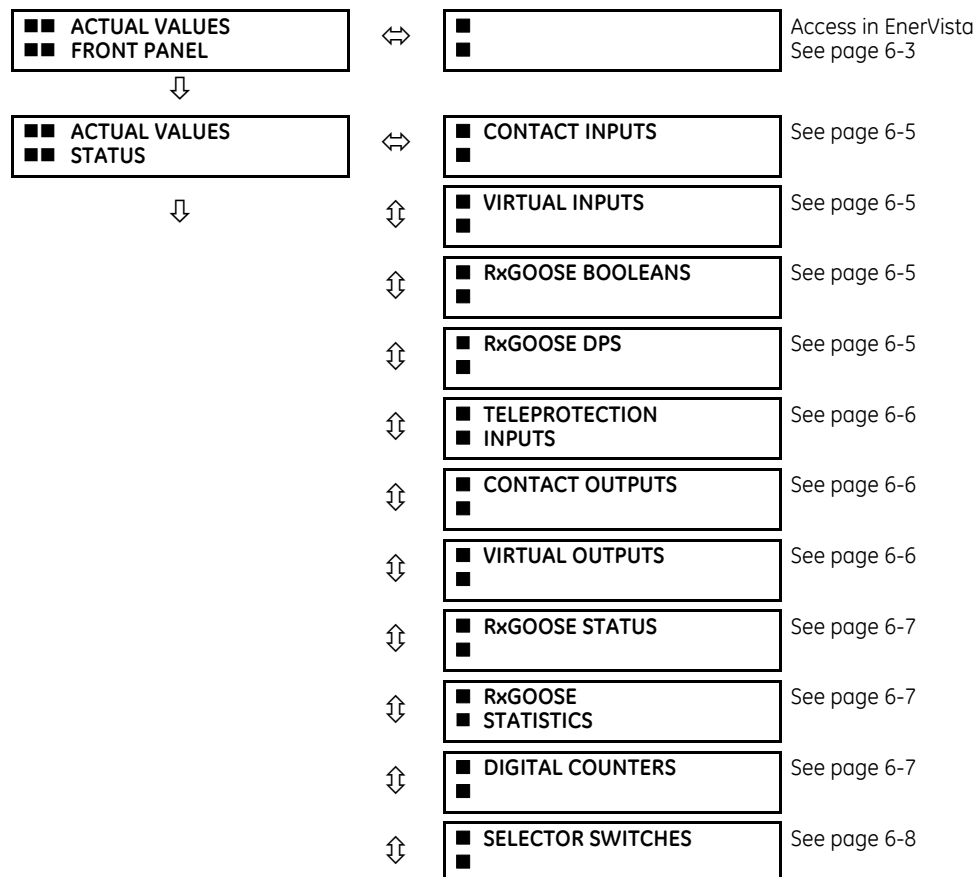 ■■ ACTUAL VALUES
■■ FRONT PANEL
■
■
Access in EnerVista
See page 6-3
■■ ACTUAL VALUES
■■ STATUS
■ CONTACT INPUTS
■
See page 6-5
■ VIRTUAL INPUTS
■
See page 6-5
■ RxGOOSE BOOLEANS
■
See page 6-5
■ RxGOOSE DPS
■
See page 6-5
■ TELEPROTECTION
■ INPUTS
See page 6-6
■ CONTACT OUTPUTS
■
See page 6-6
■ VIRTUAL OUTPUTS
■
See page 6-6
■ RxGOOSE STATUS
■
See page 6-7
■ RxGOOSE
■ STATISTICS
See page 6-7
■ DIGITAL COUNTERS
■
See page 6-7
■ SELECTOR SWITCHES
■
See page 6-8